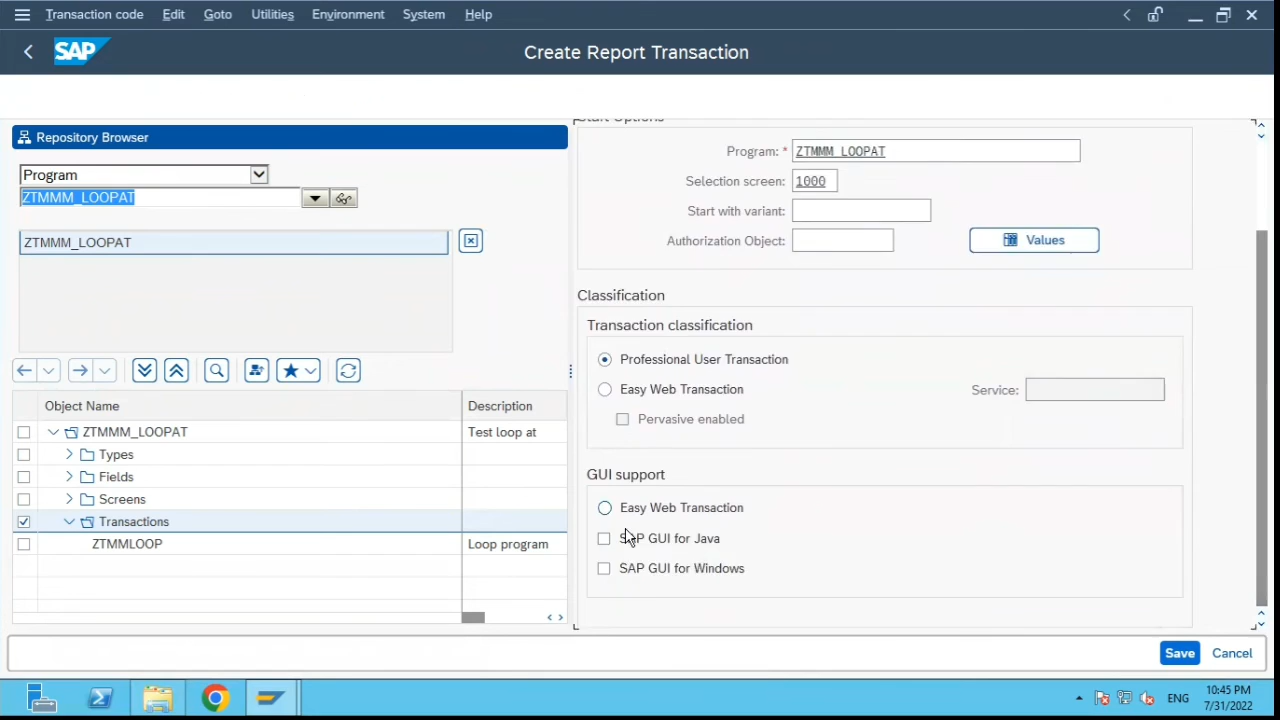 Transaction code Edit Goto Utilities Environment System Help
SAP Create Report Transaction
Repository Browser
Program
ZTMMM_LOOPAT
ZTMMM_LOOPAT
Object Name Description
ZTMMM_LOOPAT Test loop at
Types
Fields
Screens
Transactions
ZTMMLOOP Loop program
Start Options
Program: * ZTMMM_LOOPAT
Selection screen: 1000
Start with variant:
Authorization Object: Values
Classification
Transaction classification
Professional User Transaction
Easy Web Transaction Service:
Pervasive enabled
GUI support
Easy Web Transaction
SAP GUI for Java
SAP GUI for Windows
Save Cancel
ENG 10:45 PM
7/31/2022